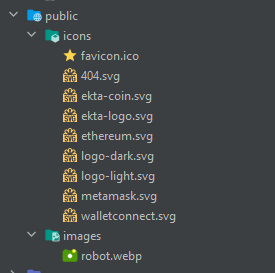 public
icons
favicon.ico
404.svg
ekta-coin.svg
ekta-logo.svg
ethereum.svg
logo-dark.svg
logo-light.svg
metamask.svg
walletconnect.svg
images
robot.webp